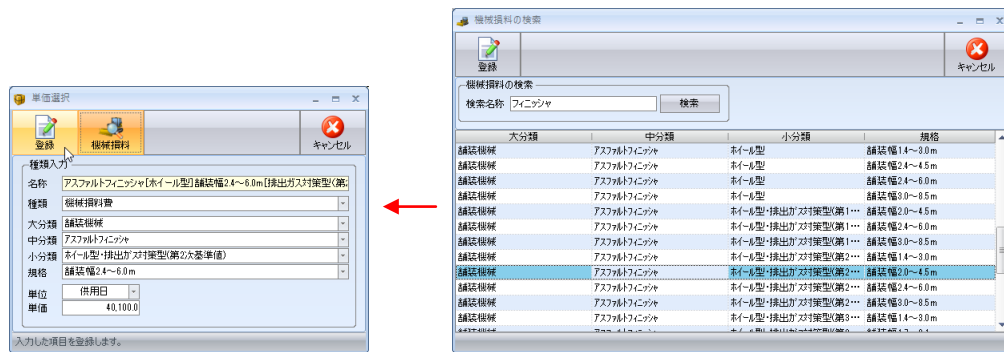 単価選択
登録
機械損料
キャンセル
種類入力
名称 アスファルトフィニッシャ[ホイール型]舗装幅2.4～6.0m[排出ガス対策型(第
種類 機械損料費
大分類 舗装機械
中分類 アスファルトフィニッシャ
小分類 ホイール型・排出ガス対策型(第2次基準値)
規格 舗装幅2.4～6.0m
単位 供用日
単価 40,100.0
入力した項目を登録します。
機械損料の検索
登録
キャンセル
機械損料の検索
検索名称 フィニッシャ 検索
大分類 中分類 小分類 規格
舗装機械 アスファルトフィニッシャ ホイール型 舗装幅1.4～3.0m
舗装機械 アスファルトフィニッシャ ホイール型 舗装幅2.4～4.5m
舗装機械 アスファルトフィニッシャ ホイール型 舗装幅2.4～6.0m
舗装機械 アスファルトフィニッシャ ホイール型 舗装幅3.0～8.5m
舗装機械 アスファルトフィニッシャ ホイール型・排出ガス対策型(第1… 舗装幅2.0～4.5m
舗装機械 アスファルトフィニッシャ ホイール型・排出ガス対策型(第1… 舗装幅2.4～6.0m
舗装機械 アスファルトフィニッシャ ホイール型・排出ガス対策型(第1… 舗装幅3.0～8.5m
舗装機械 アスファルトフィニッシャ ホイール型・排出ガス対策型(第2… 舗装幅1.4～3.0m
舗装機械 アスファルトフィニッシャ ホイール型・排出ガス対策型(第2… 舗装幅2.0～4.5m
舗装機械 アスファルトフィニッシャ ホイール型・排出ガス対策型(第2… 舗装幅2.4～6.0m
舗装機械 アスファルトフィニッシャ ホイール型・排出ガス対策型(第2… 舗装幅3.0～8.5m
舗装機械 アスファルトフィニッシャ ホイール型・排出ガス対策型(第3… 舗装幅1.4～3.0m